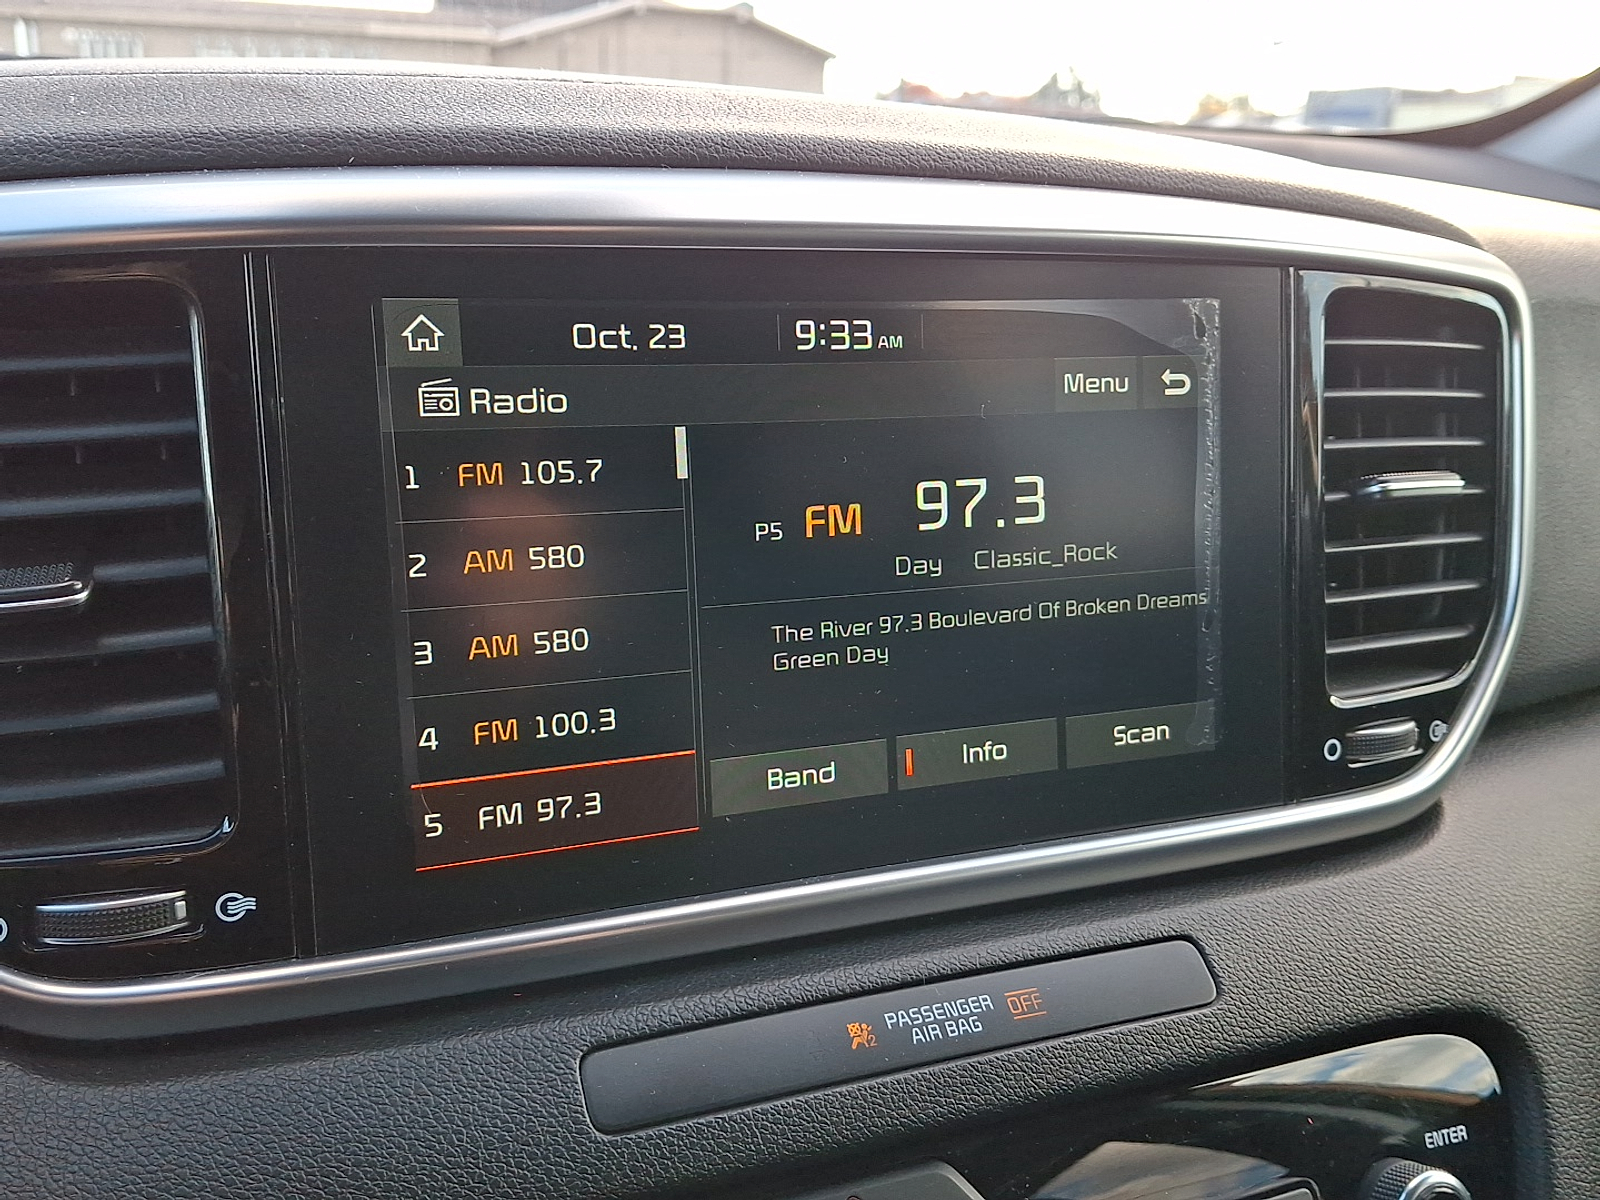 Oct. 23 9:33 AM
Radio
Menu
1 FM 105.7
2 AM 580
3 AM 580
4 FM 100.3
5 FM 97.3
P5 FM 97.3
Day Classic_Rock
The River 97.3 Boulevard Of Broken Dreams
Green Day
Band
Info
Scan
PASSENGER
AIR BAG
OFF
2
ENTER